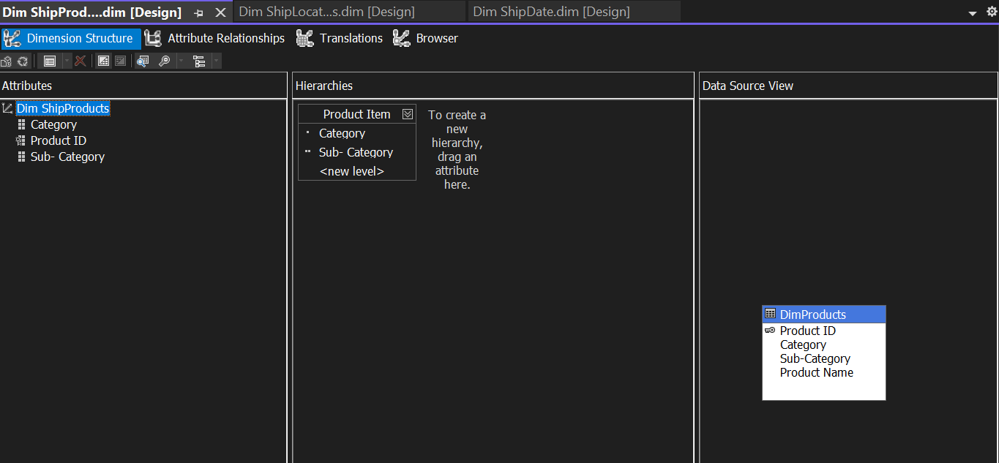 Dim ShipProd....dim [Design]
Dim ShipLocat...s.dim [Design]
Dim ShipDate.dim [Design]
Dimension Structure
Attribute Relationships
Translations
Browser
Attributes
Dim ShipProducts
Category
Product ID
Sub- Category
Hierarchies
Product Item
Category
Sub- Category
<new level>
To create a
new
hierarchy,
drag an
attribute
here.
Data Source View
DimProducts
Product ID
Category
Sub-Category
Product Name